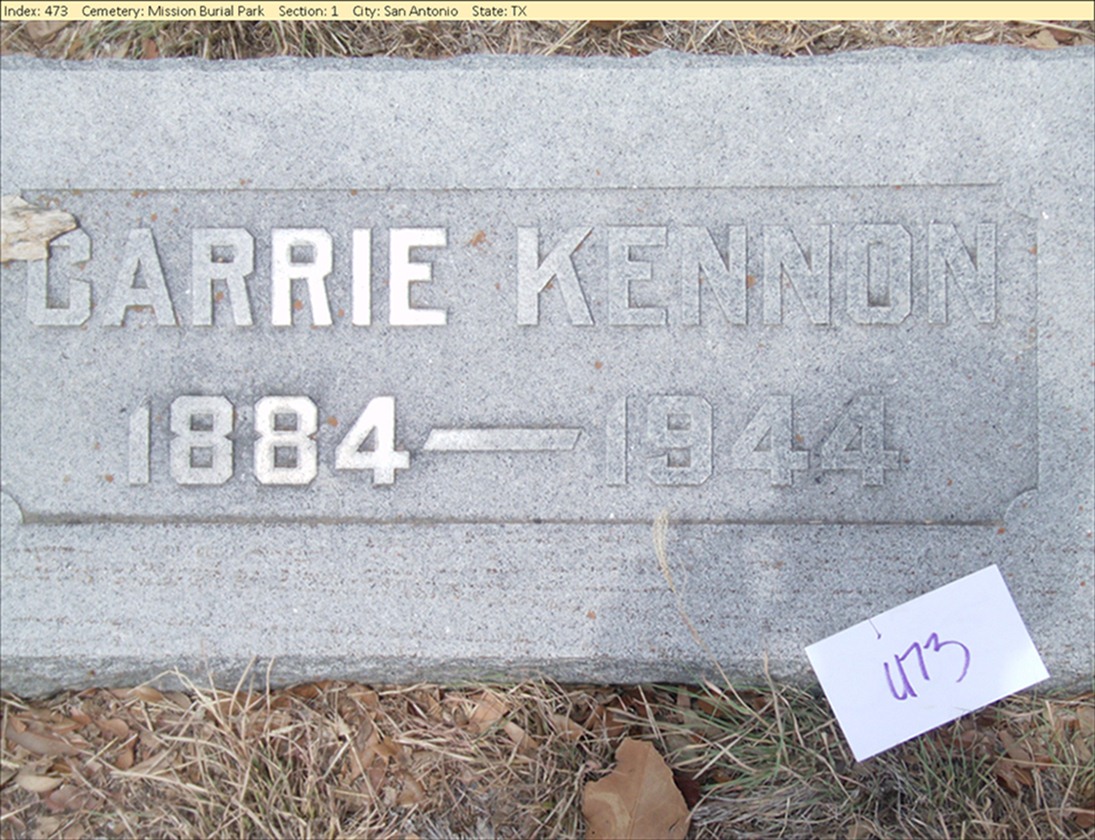 Index: 473 Cemetery: Mission Burial Park Section: 1 City: San Antonio State: TX
CARRIE KENNON
1884—1944
473